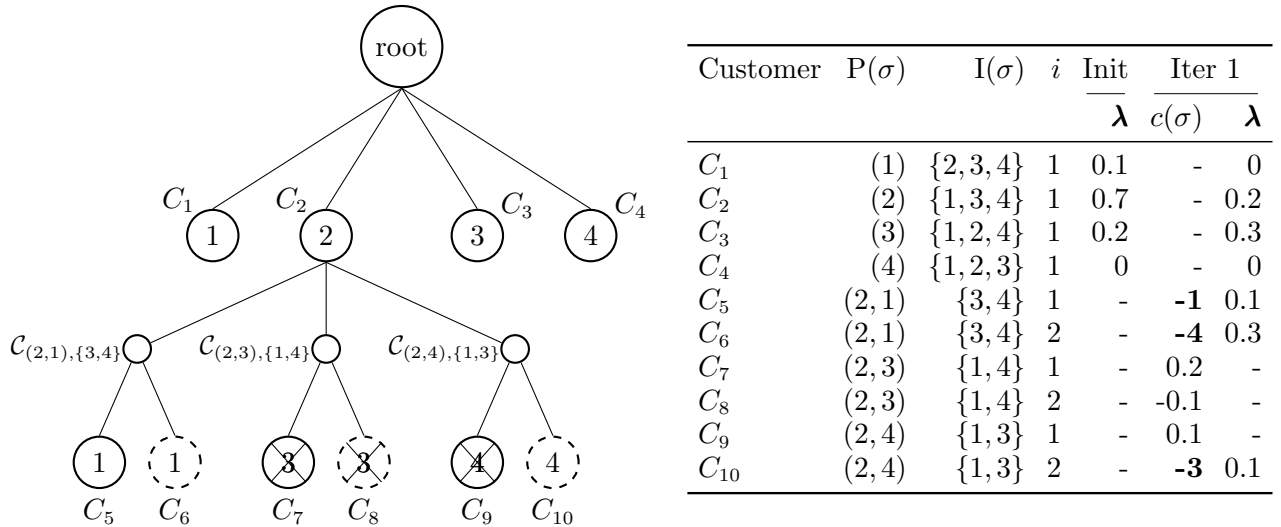 root
C₁ C₂ C₃ C₄
1 2 3 4
𝒞₍₂,₁₎,{₃,₄} 𝒞₍₂,₃₎,{₁,₄} 𝒞₍₂,₄₎,{₁,₃}
1 1 3 3 4 4
C₅ C₆ C₇ C₈ C₉ C₁₀
Customer P(σ) I(σ) i Init Iter 1
λ c(σ) λ
C₁ (1) {2, 3, 4} 1 0.1 - 0
C₂ (2) {1, 3, 4} 1 0.7 - 0.2
C₃ (3) {1, 2, 4} 1 0.2 - 0.3
C₄ (4) {1, 2, 3} 1 0 - 0
C₅ (2, 1) {3, 4} 1 - -1 0.1
C₆ (2, 1) {3, 4} 2 - -4 0.3
C₇ (2, 3) {1, 4} 1 - 0.2 -
C₈ (2, 3) {1, 4} 2 - -0.1 -
C₉ (2, 4) {1, 3} 1 - 0.1 -
C₁₀ (2, 4) {1, 3} 2 - -3 0.1